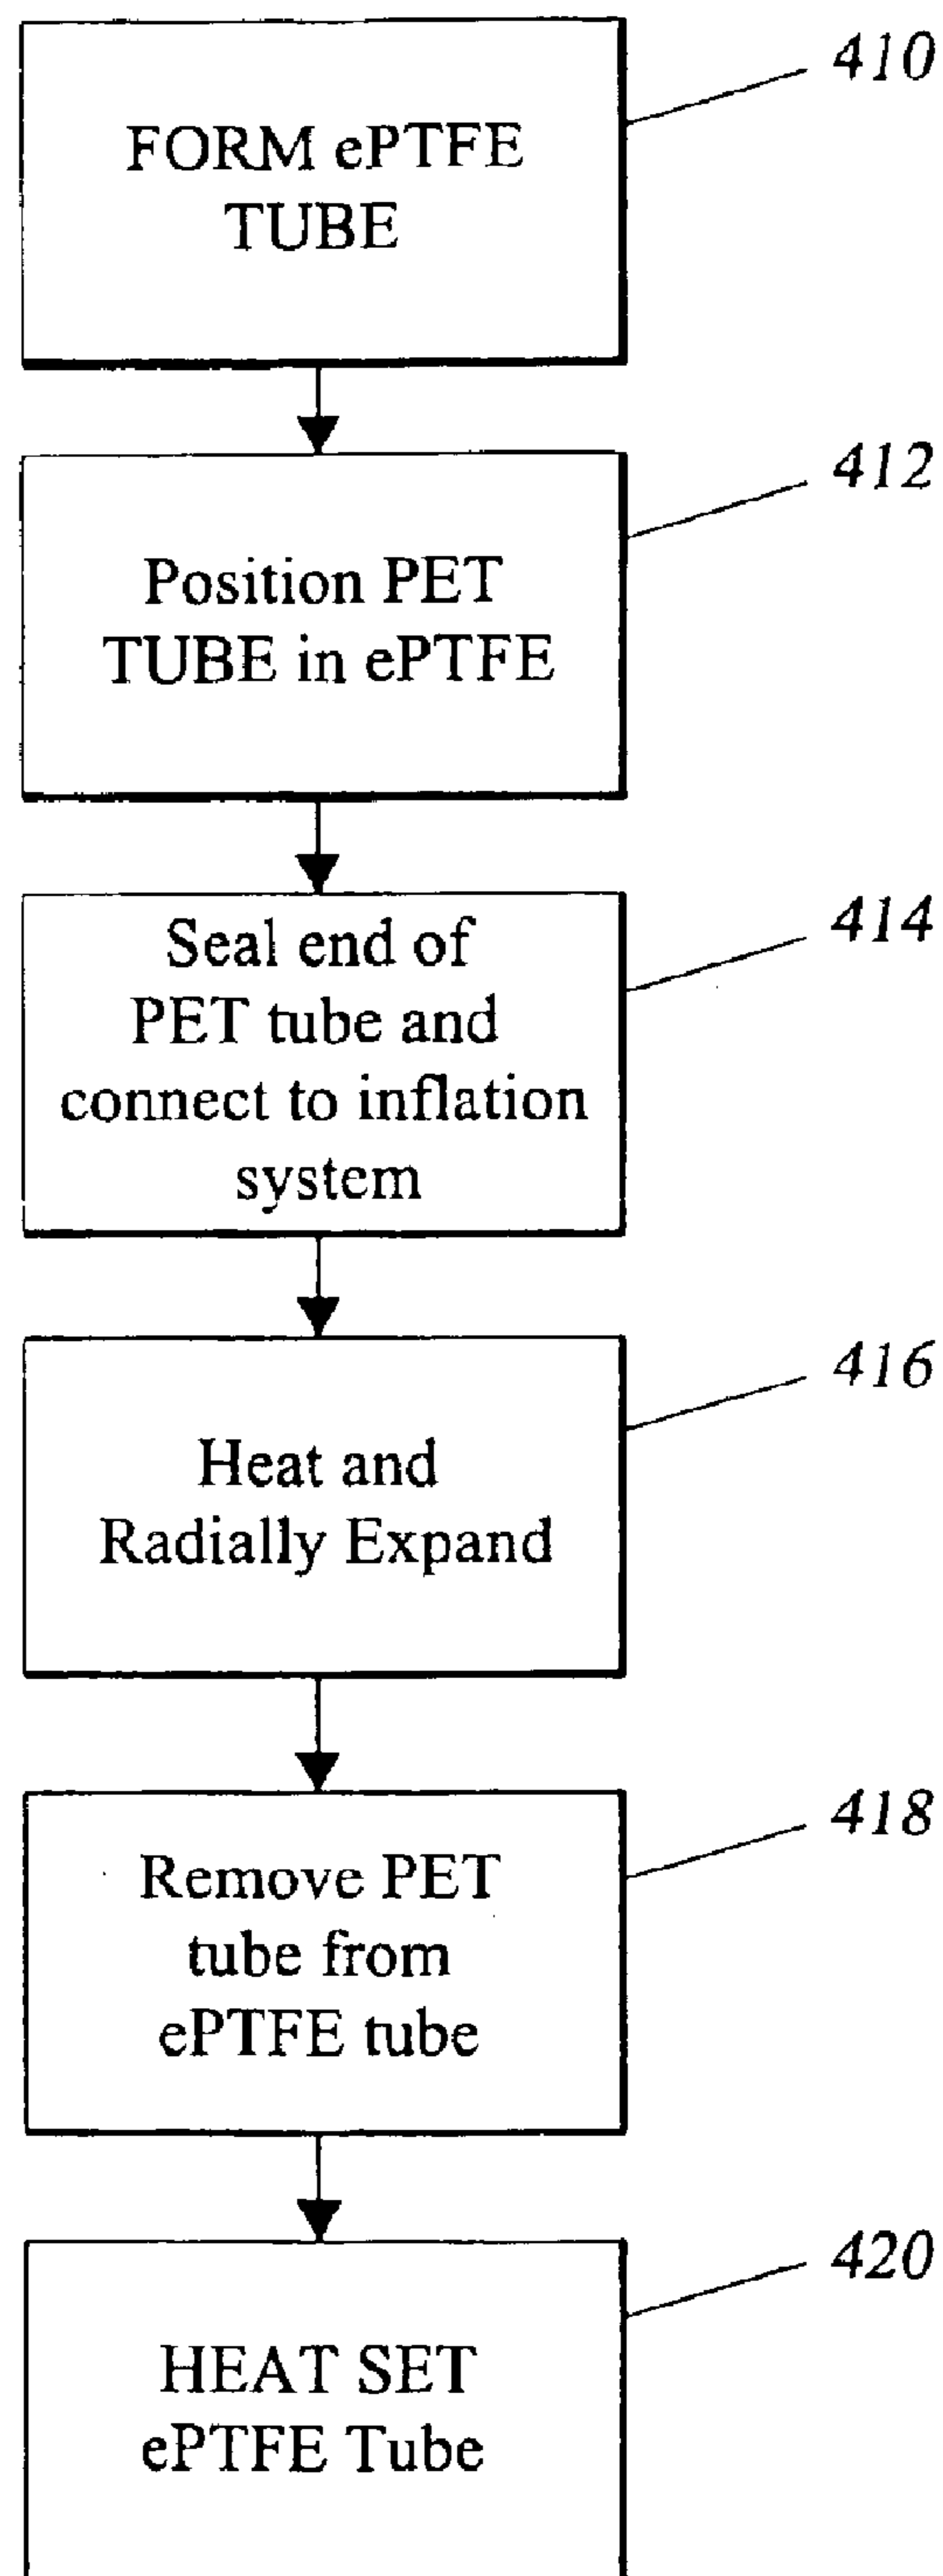 410
FORM ePTFE
TUBE
412
Position PET
TUBE in ePTFE
414
Seal end of
PET tube and
connect to inflation
system
416
Heat and
Radially Expand
418
Remove PET
tube from
ePTFE tube
420
HEAT SET
ePTFE Tube